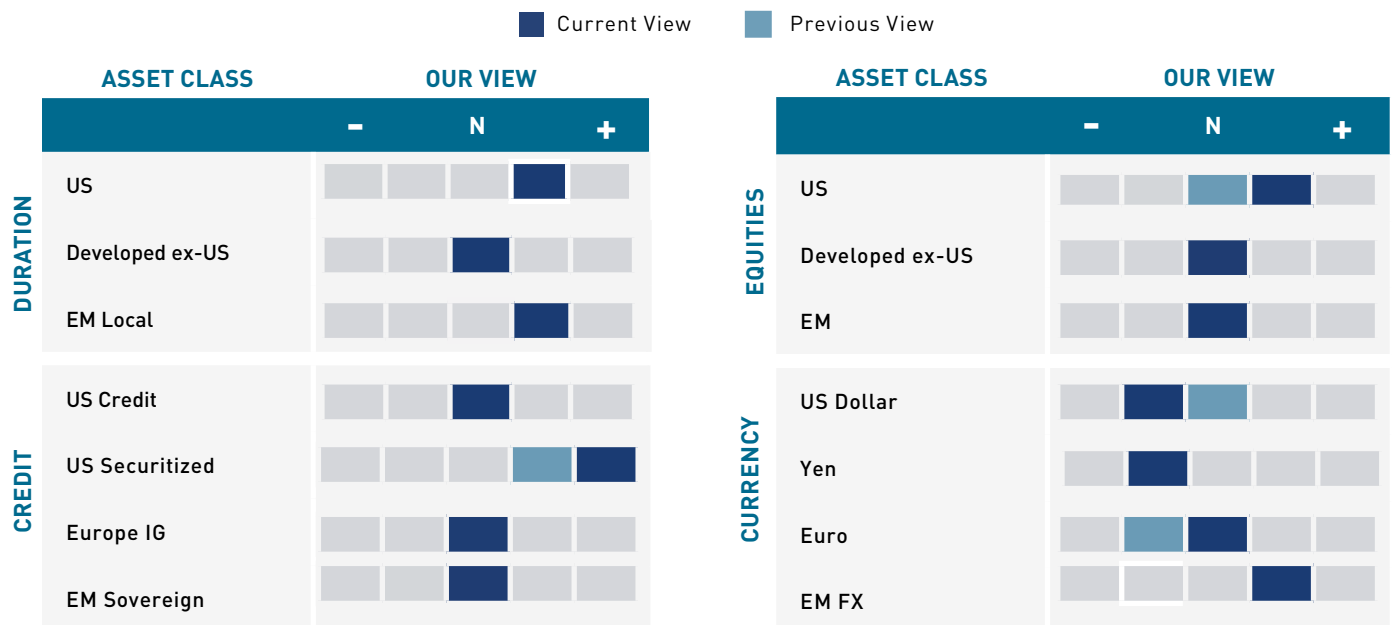 Current View
Previous View
ASSET CLASS
OUR VIEW
- N +
DURATION
US
Developed ex-US
EM Local
CREDIT
US Credit
US Securitized
Europe IG
EM Sovereign
ASSET CLASS
OUR VIEW
- N +
EQUITIES
US
Developed ex-US
EM
CURRENCY
US Dollar
Yen
Euro
EM FX